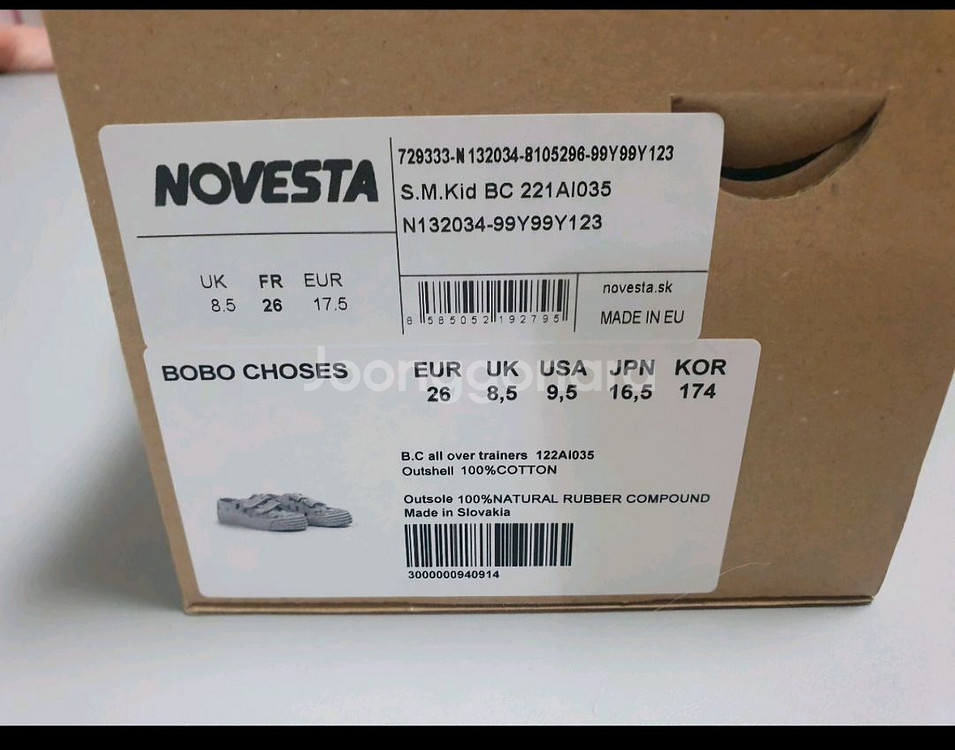 NOVESTA
729333-N132034-8105296-99Y99Y123
S.M.Kid BC 221AI035
N132034-99Y99Y123
UK FR EUR
8.5 26 17.5
8 585052 192795
novesta.sk
MADE IN EU
BOBO CHOSES
Joonggonara
EUR UK USA JPN KOR
26 8,5 9,5 16,5 174
B.C all over trainers 122AI035
Outshell 100%COTTON
Outsole 100%NATURAL RUBBER COMPOUND
Made in Slovakia
3000000940914